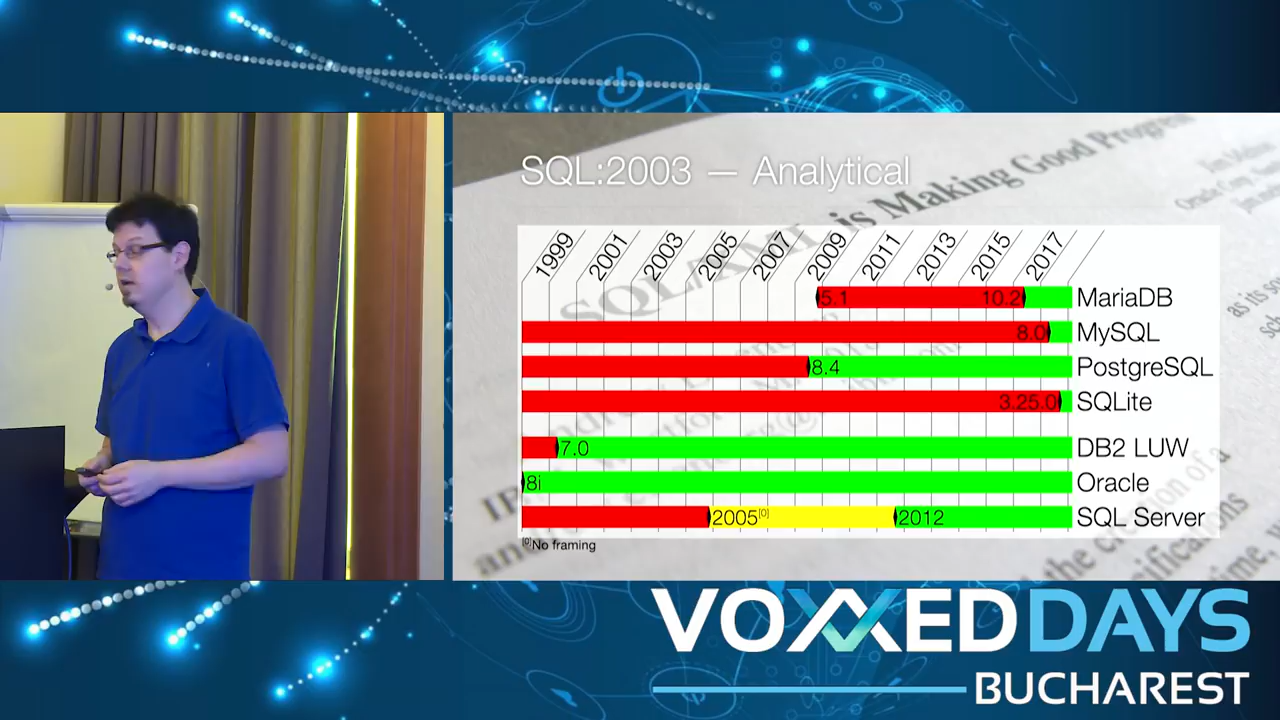 SQL:2003 — Analytical
is Making Good Progress
SQL/
1999
2001
2003
2005
2007
2009
2011
2013
2015
2017
5.1
10.2
MariaDB
8.0
MySQL
8.4
PostgreSQL
3.25.0
SQLite
7.0
DB2 LUW
8i
Oracle
2005[0]
2012
SQL Server
[0]No framing
VOXXED DAYS
BUCHAREST